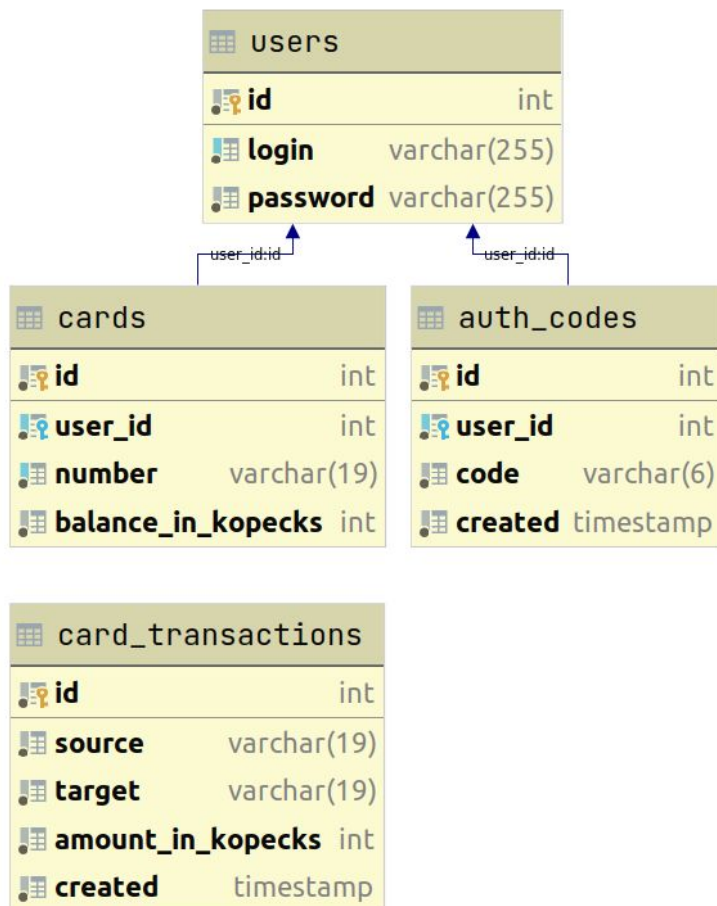 users
id int
login varchar(255)
password varchar(255)
user_id:id user_id:id
cards
id int
user_id int
number varchar(19)
balance_in_kopecks int
auth_codes
id int
user_id int
code varchar(6)
created timestamp
card_transactions
id int
source varchar(19)
target varchar(19)
amount_in_kopecks int
created timestamp